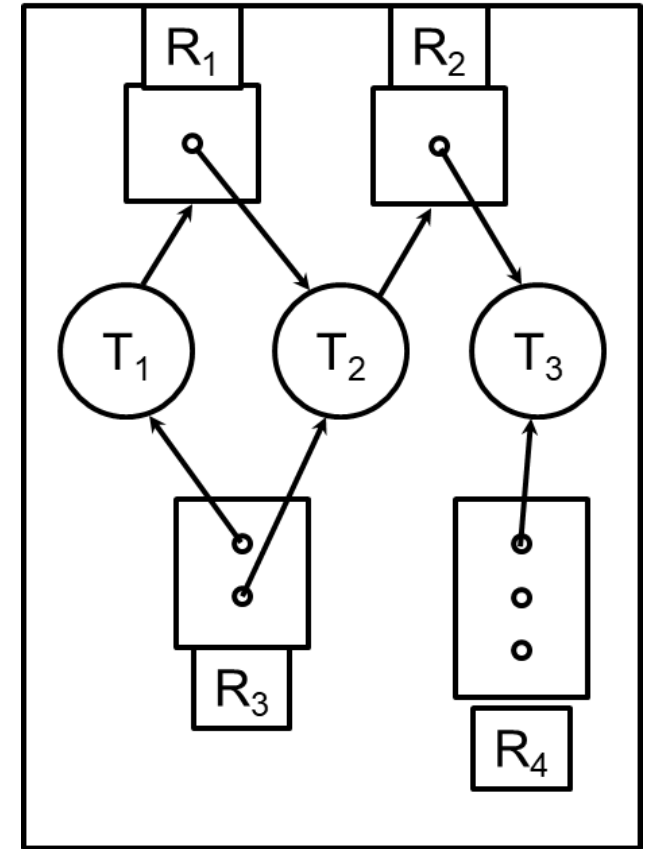 R₁ R₂
T₁ T₂ T₃
R₃
R₄